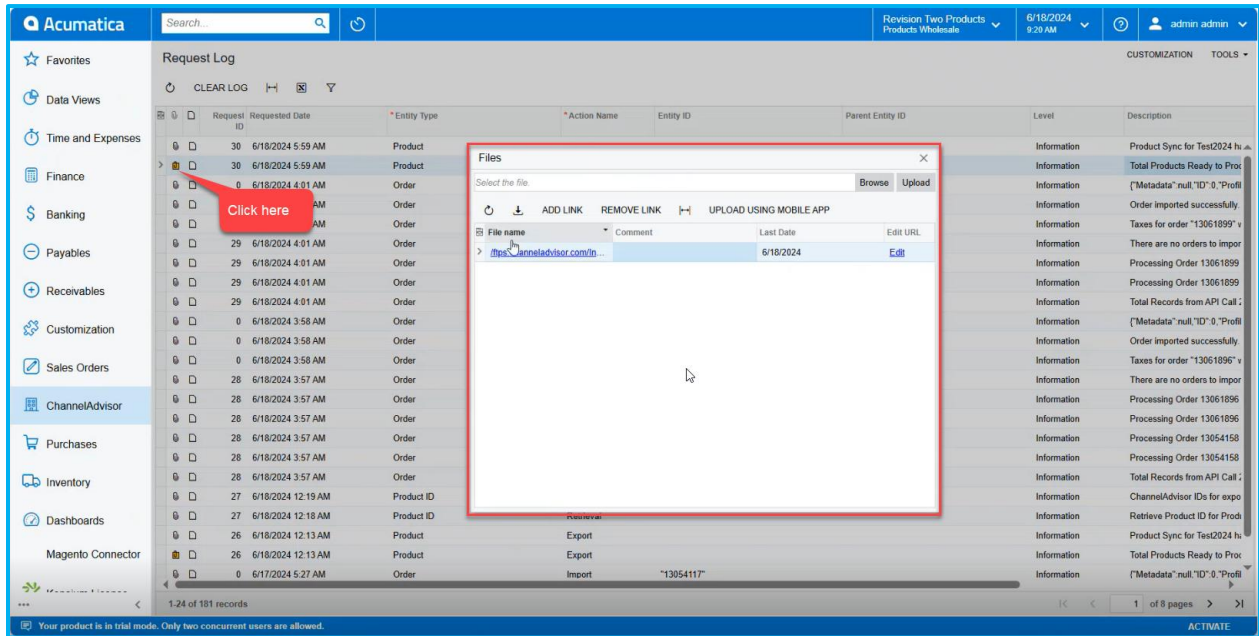 Acumatica
Search...
Revision Two Products
Products Wholesale
6/18/2024
9:20 AM
admin admin
Favorites
Data Views
Time and Expenses
Finance
Banking
Payables
Receivables
Customization
Sales Orders
ChannelAdvisor
Purchases
Inventory
Dashboards
Magento Connector
Request Log
CUSTOMIZATION TOOLS
CLEAR LOG
Request ID Requested Date *Entity Type *Action Name Entity ID Parent Entity ID Level Description
30 6/18/2024 5:59 AM Product Information Product Sync for Test2024
30 6/18/2024 5:59 AM Product Information Total Products Ready to Proc
0 6/18/2024 4:01 AM Order Information {"Metadata":null,"ID":0,"Profil
AM Order Information Order imported successfully.
AM Order Information Taxes for order "13061899"
29 6/18/2024 4:01 AM Order Information There are no orders to impor
29 6/18/2024 4:01 AM Order Information Processing Order 13061899
29 6/18/2024 4:01 AM Order Information Processing Order 13061899
29 6/18/2024 4:01 AM Order Information Total Records from API Call
0 6/18/2024 3:58 AM Order Information {"Metadata":null,"ID":0,"Profil
0 6/18/2024 3:58 AM Order Information Order imported successfully.
0 6/18/2024 3:58 AM Order Information Taxes for order "13061896"
28 6/18/2024 3:57 AM Order Information There are no orders to impor
28 6/18/2024 3:57 AM Order Information Processing Order 13061896
28 6/18/2024 3:57 AM Order Information Processing Order 13061896
28 6/18/2024 3:57 AM Order Information Processing Order 13054158
28 6/18/2024 3:57 AM Order Information Processing Order 13054158
28 6/18/2024 3:57 AM Order Information Total Records from API Call
27 6/18/2024 12:19 AM Product ID Information ChannelAdvisor IDs for expo
27 6/18/2024 12:18 AM Product ID Retrieval Information Retrieve Product ID for Produ
26 6/18/2024 12:13 AM Product Export Information Product Sync for Test2024
26 6/18/2024 12:13 AM Product Export Information Total Products Ready to Proc
0 6/17/2024 5:27 AM Order Import "13054117" Information {"Metadata":null,"ID":0,"Profil
Click here
Files
Select the file.
Browse Upload
ADD LINK REMOVE LINK UPLOAD USING MOBILE APP
File name Comment Last Date Edit URL
6/18/2024 Edit
1-24 of 181 records
1 of 8 pages
Your product is in trial mode. Only two concurrent users are allowed.
ACTIVATE